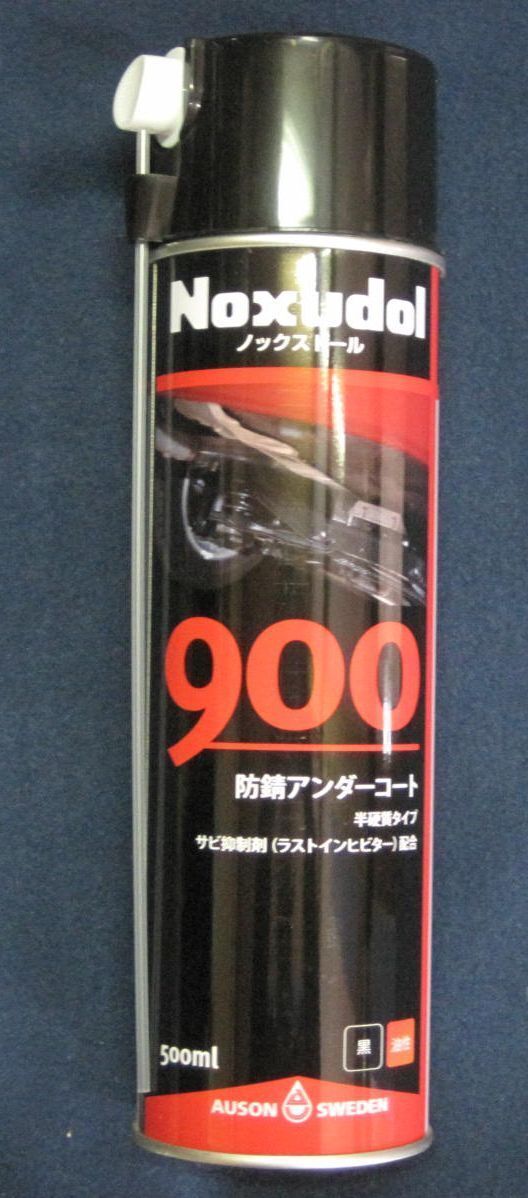 Noxudol
ノックスドール
900
防錆アンダーコート
半硬質タイプ
サビ抑制剤（ラストインヒビター）配合
500ml
黒
油性
AUSON SWEDEN